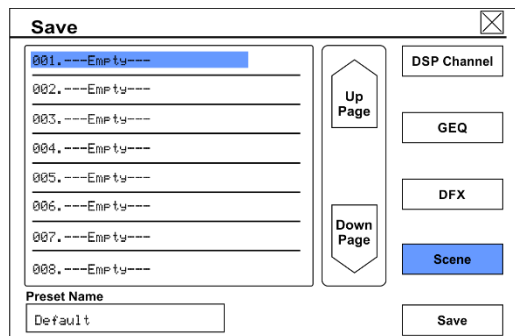 Save
001.---Empty---
002.---Empty---
003.---Empty---
004.---Empty---
005.---Empty---
006.---Empty---
007.---Empty---
008.---Empty---
Up
Page
Down
Page
DSP Channel
GEQ
DFX
Scene
Preset Name
Default
Save